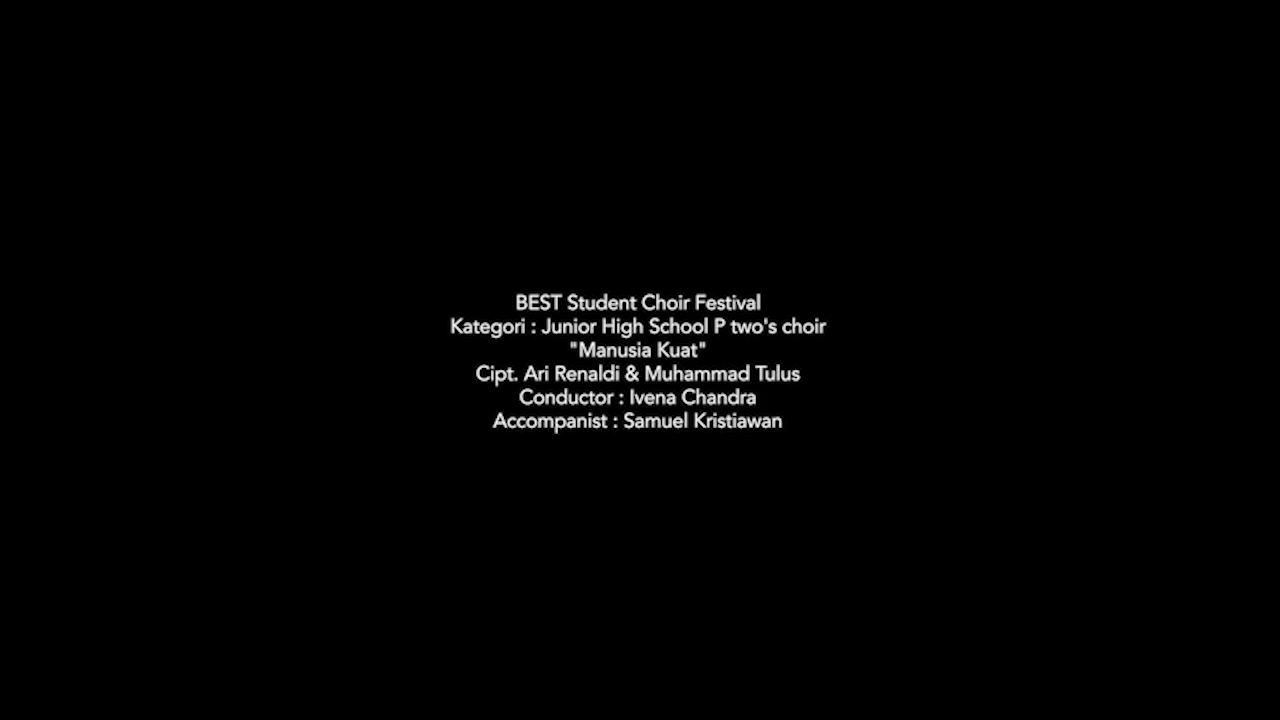 BEST Student Choir Festival
Kategori : Junior High School P two's choir
"Manusia Kuat"
Cipt. Ari Renaldi & Muhammad Tulus
Conductor : Ivena Chandra
Accompanist : Samuel Kristiawan